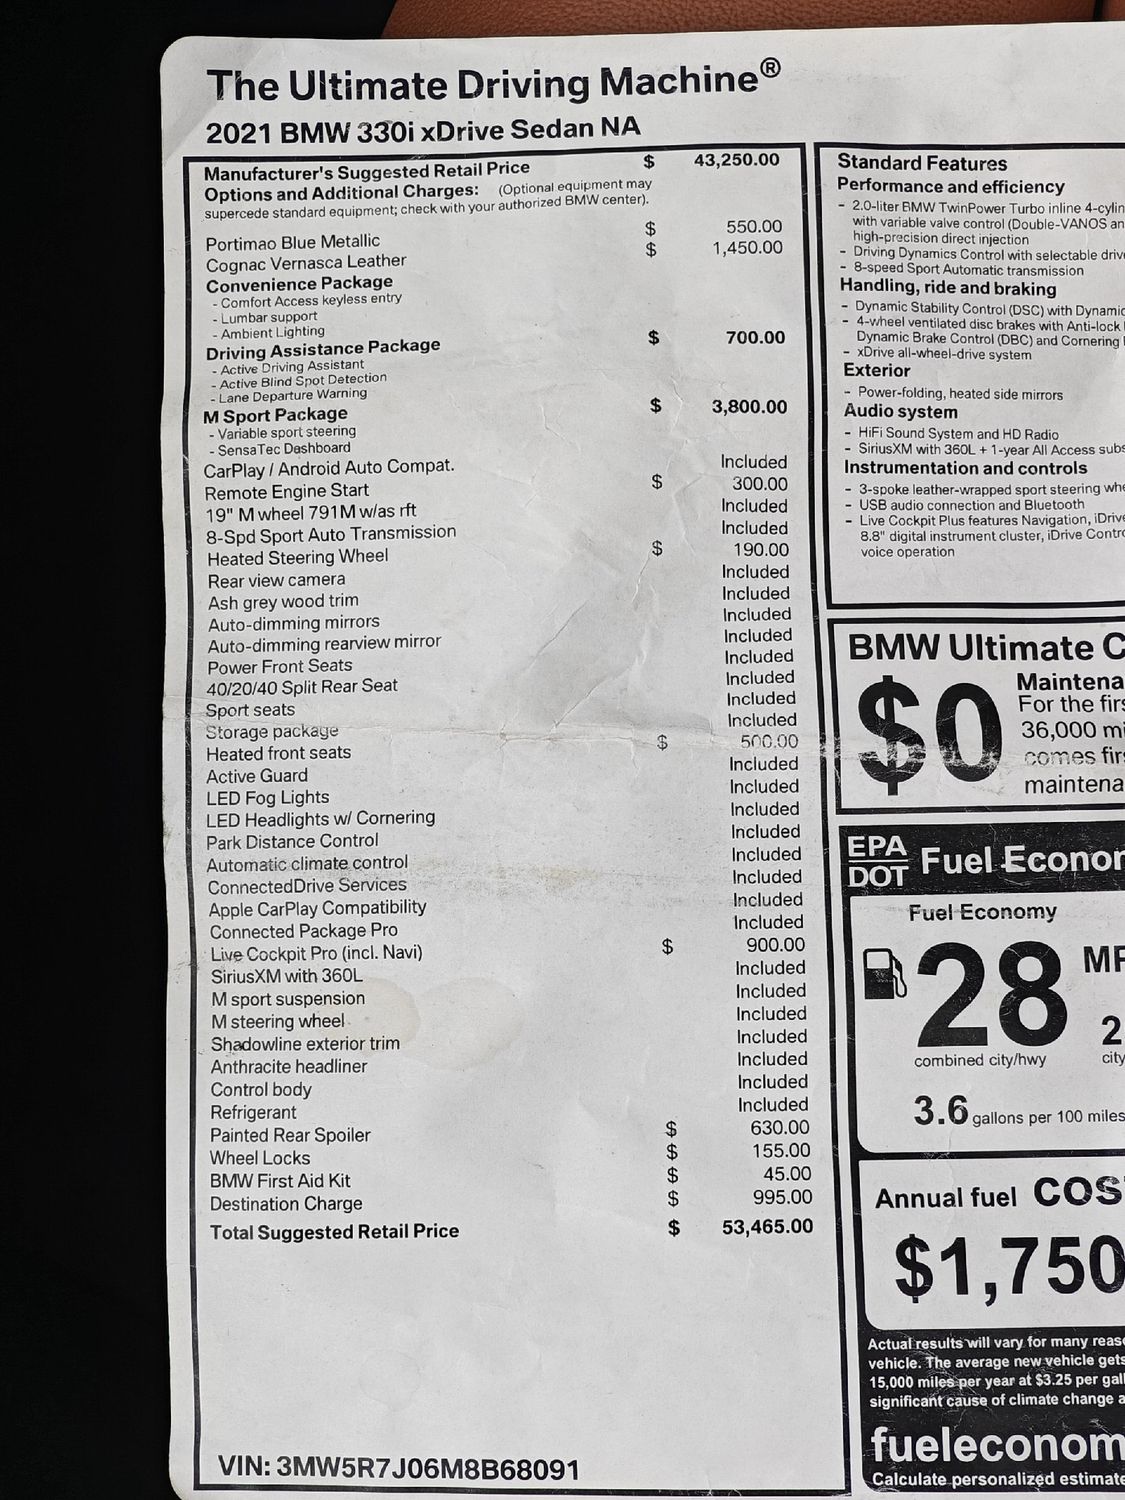 The Ultimate Driving Machine®
2021 BMW 330i xDrive Sedan NA
Manufacturer's Suggested Retail Price $ 43,250.00
Options and Additional Charges: (Optional equipment may
supercede standard equipment; check with your authorized BMW center).
Portimao Blue Metallic $ 550.00
Cognac Vernasca Leather $ 1,450.00
Convenience Package
- Comfort Access keyless entry
- Lumbar support
- Ambient Lighting
Driving Assistance Package $ 700.00
- Active Driving Assistant
- Active Blind Spot Detection
- Lane Departure Warning
M Sport Package $ 3,800.00
- Variable sport steering
- SensaTec Dashboard
CarPlay / Android Auto Compat. Included
Remote Engine Start $ 300.00
19" M wheel 791M w/as rft Included
8-Spd Sport Auto Transmission Included
Heated Steering Wheel $ 190.00
Rear view camera Included
Ash grey wood trim Included
Auto-dimming mirrors Included
Auto-dimming rearview mirror Included
Power Front Seats Included
40/20/40 Split Rear Seat Included
Sport seats Included
Storage package Included
Heated front seats $ 500.00
Active Guard Included
LED Fog Lights Included
LED Headlights w/ Cornering Included
Park Distance Control Included
Automatic climate control Included
ConnectedDrive Services Included
Apple CarPlay Compatibility Included
Connected Package Pro Included
Live Cockpit Pro (incl. Navi) $ 900.00
SiriusXM with 360L Included
M sport suspension Included
M steering wheel Included
Shadowline exterior trim Included
Anthracite headliner Included
Control body Included
Refrigerant Included
Painted Rear Spoiler $ 630.00
Wheel Locks $ 155.00
BMW First Aid Kit $ 45.00
Destination Charge $ 995.00
Total Suggested Retail Price $ 53,465.00
VIN: 3MW5R7J06M8B68091
Standard Features
Performance and efficiency
- 2.0-liter BMW TwinPower Turbo inline 4-cylin
with variable valve control (Double-VANOS an
high-precision direct injection
- Driving Dynamics Control with selectable drive
- 8-speed Sport Automatic transmission
Handling, ride and braking
- Dynamic Stability Control (DSC) with Dynamic
- 4-wheel ventilated disc brakes with Anti-lock
Dynamic Brake Control (DBC) and Cornering
- xDrive all-wheel-drive system
Exterior
- Power-folding, heated side mirrors
Audio system
- HiFi Sound System and HD Radio
- SiriusXM with 360L + 1-year All Access subs
Instrumentation and controls
- 3-spoke leather-wrapped sport steering whe
- USB audio connection and Bluetooth
- Live Cockpit Plus features Navigation, iDrive
8.8" digital instrument cluster, iDrive Contro
voice operation
BMW Ultimate C
$0
Maintena
For the firs
36,000 mi
comes firs
maintena
EPA
DOT
Fuel Econor
Fuel Economy
28 MP
2
combined city/hwy city
3.6 gallons per 100 miles
Annual fuel COS
$1,750
Actual results will vary for many reas
vehicle. The average new vehicle gets
15,000 miles per year at $3.25 per gall
significant cause of climate change a
fueleconom
Calculate personalized estimate